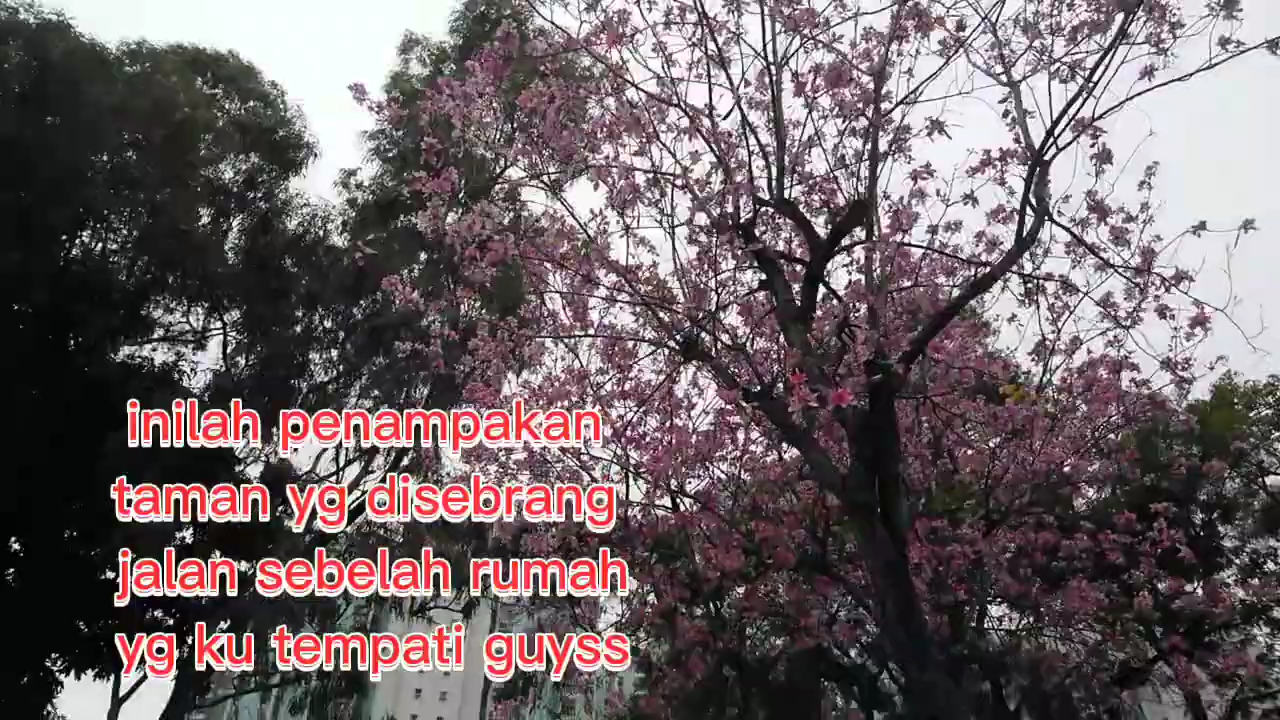 inilah penampakan
taman yg disebrang
jalan sebelah rumah
yg ku tempati guyss